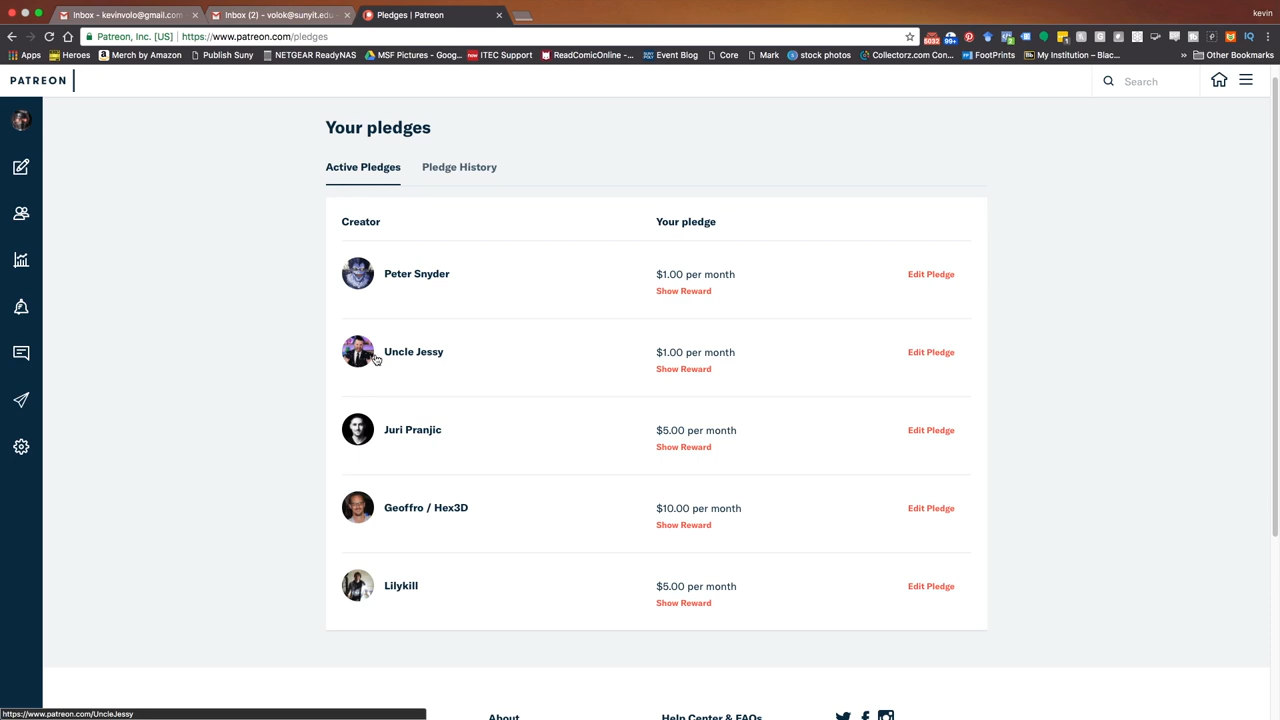 Inbox - kevinvolo@gmail.com
Inbox (2) - volok@sunyit.edu
Pledges | Patreon
kevin
Patreon, Inc. [US] | https://www.patreon.com/pledges
5032
99+
Apps
Heroes
Merch by Amazon
Publish Suny
NETGEAR ReadyNAS
MSF Pictures - Goog...
ITEC Support
ReadComicOnline -...
Event Blog
Core
Mark
stock photos
Collectorz.com Con...
FootPrints
My Institution – Blac...
»
Other Bookmarks
PATREON
Search
Your pledges
Active Pledges
Pledge History
Creator
Your pledge
Peter Snyder
$1.00 per month
Edit Pledge
Show Reward
Uncle Jessy
$1.00 per month
Edit Pledge
Show Reward
Juri Pranjic
$5.00 per month
Edit Pledge
Show Reward
Geoffro / Hex3D
$10.00 per month
Edit Pledge
Show Reward
Lilykill
$5.00 per month
Edit Pledge
Show Reward
https://www.patreon.com/UncleJessy
About
Help Center & FAQs